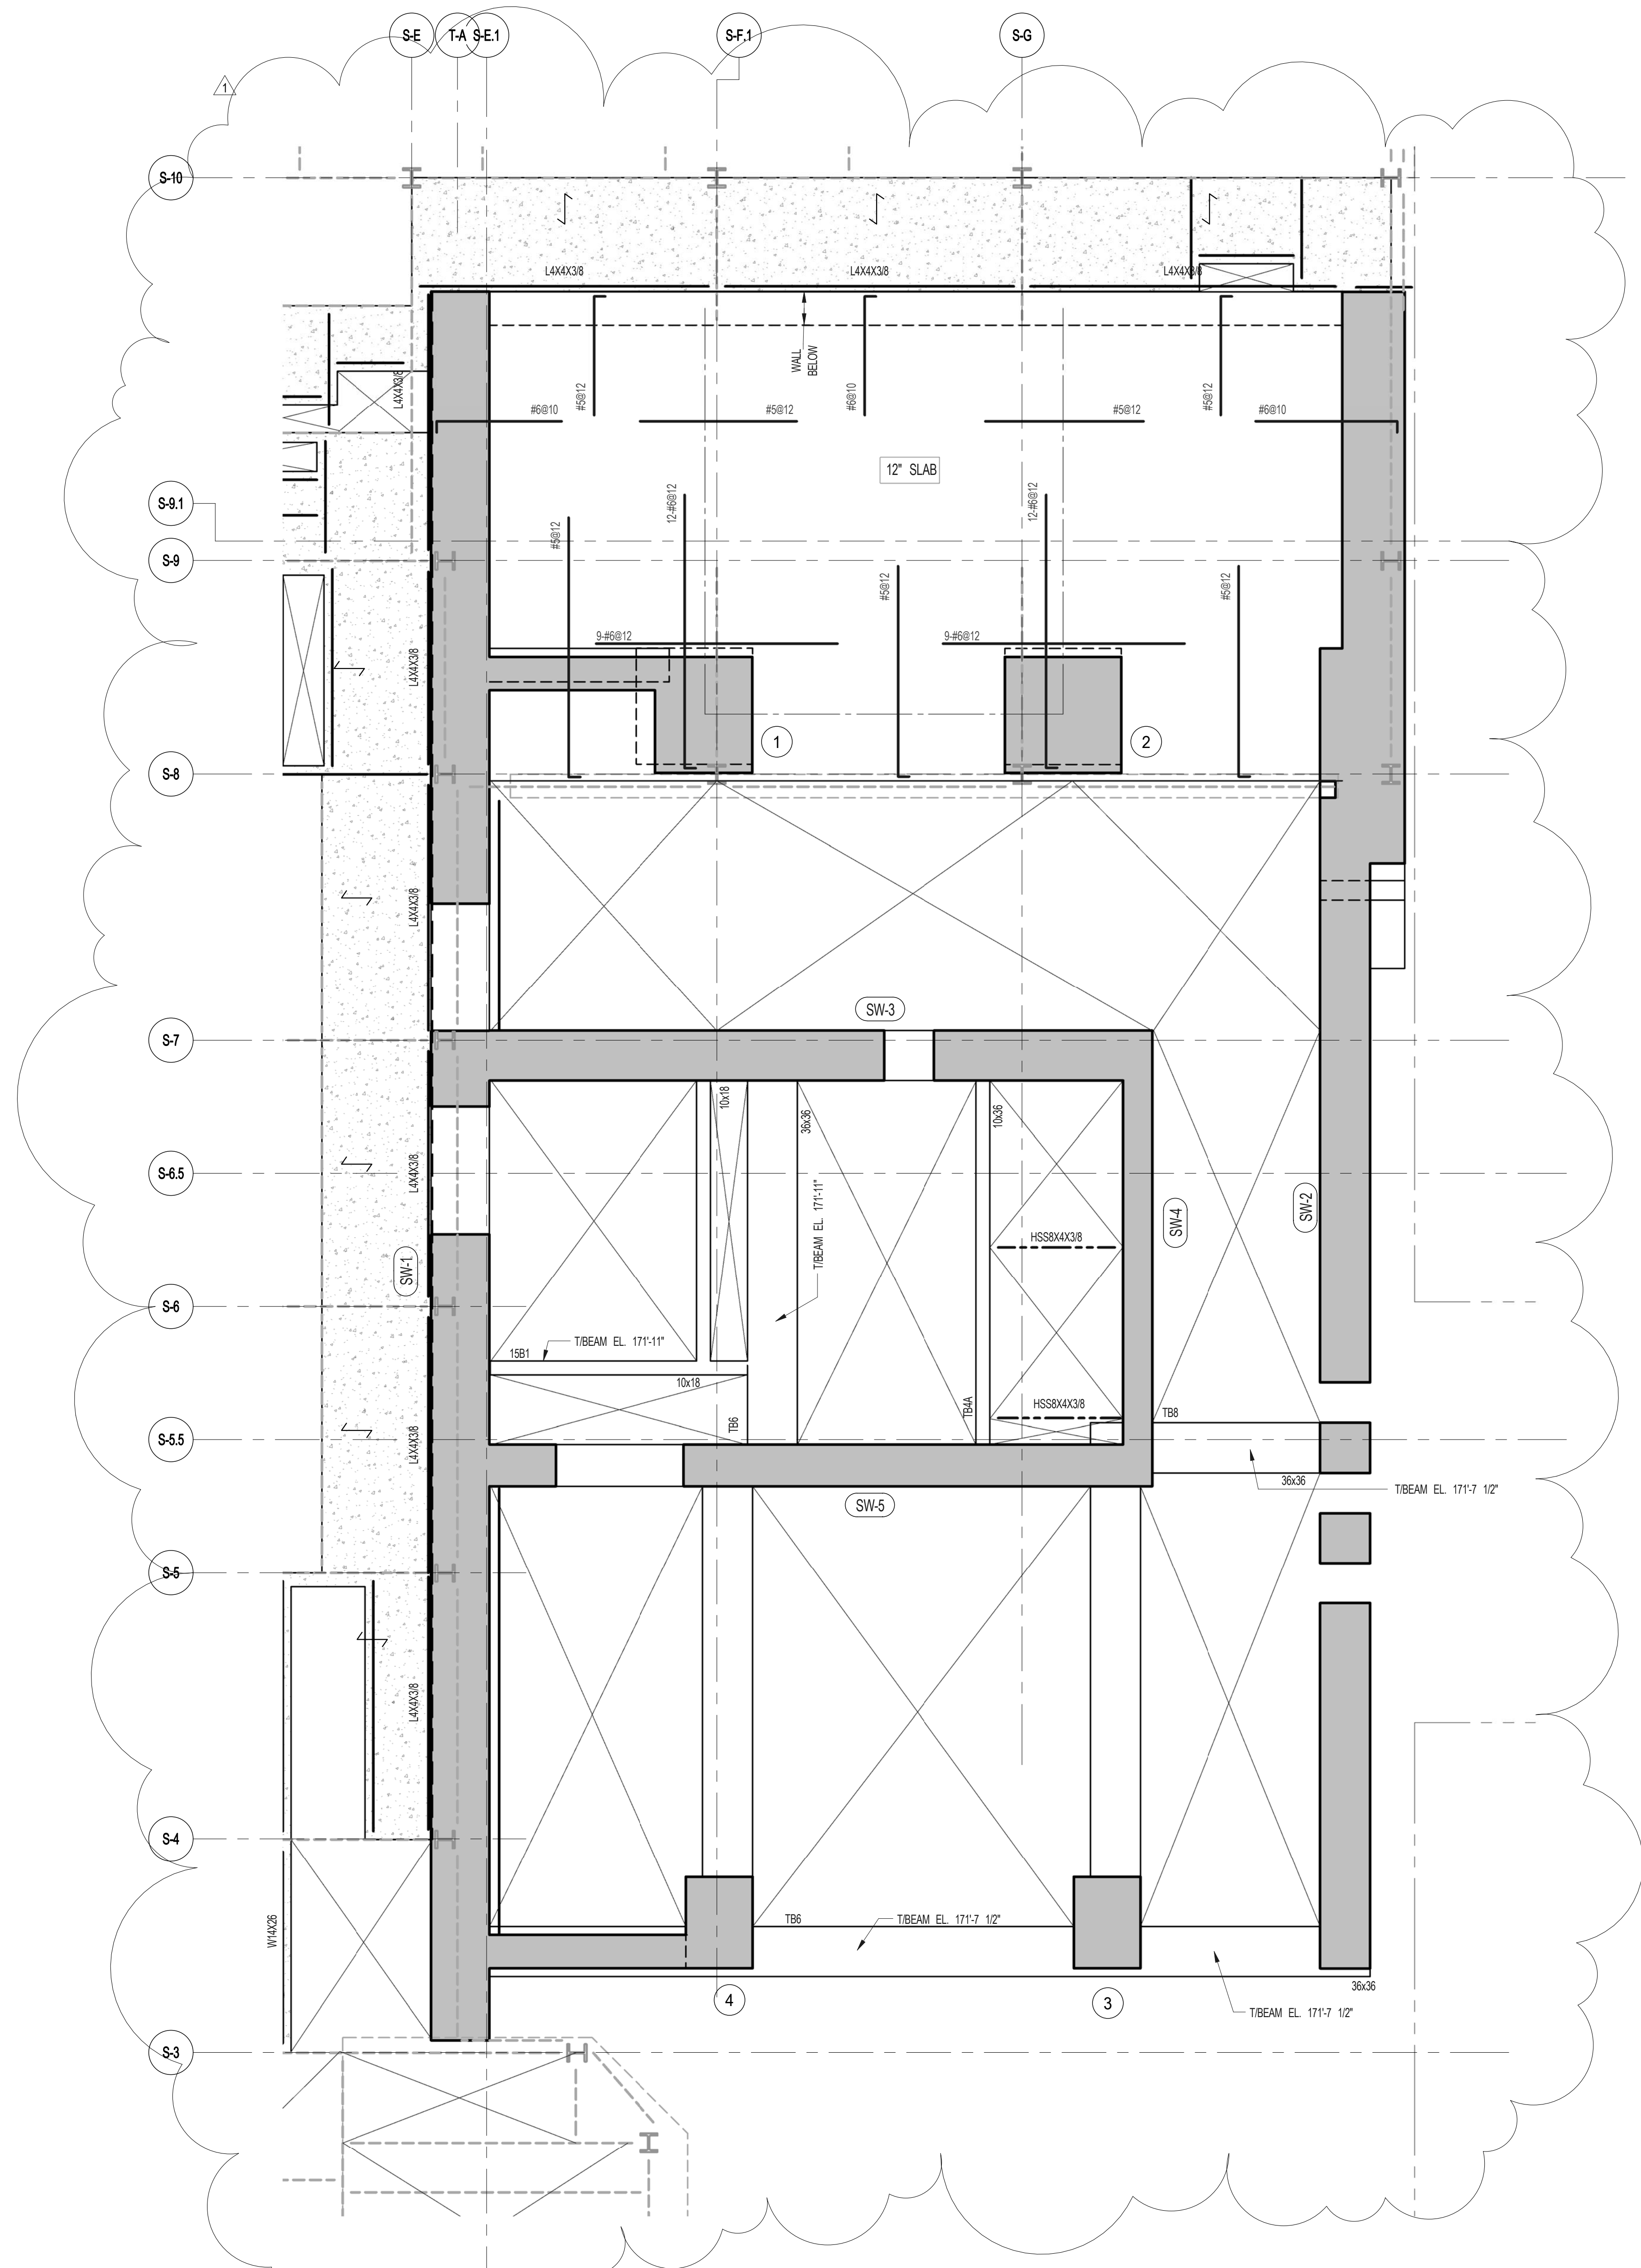 S-E
T-A
S-E.1
S-F.1
S-G
1
S-10
L4X4X3/8
L4X4X3/8
L4X4X3/8
WALL
BELOW
L4X4X3/8
#5@12
#6@10
#5@12
#6@10
#5@12
#5@12
#6@10
12" SLAB
S-9.1
#5@12
12-#6@12
12-#6@12
S-9
#5@12
#5@12
9-#6@12
9-#6@12
L4X4X3/8
1
2
S-8
L4X4X3/8
SW-3
S-7
10x18
36x36
10x36
L4X4X3/8
S-6.5
T/BEAM EL. 171'-11"
SW-4
SW-2
HSS8X4X3/8
SW-1
S-6
T/BEAM EL. 171'-11"
15B1
10x18
TB6
TB4A
HSS8X4X3/8
TB8
L4X4X3/8
S-5.5
36x36
T/BEAM EL. 171'-7 1/2"
SW-5
S-5
L4X4X3/8
S-4
W14X26
TB6
T/BEAM EL. 171'-7 1/2"
36x36
4
3
T/BEAM EL. 171'-7 1/2"
S-3